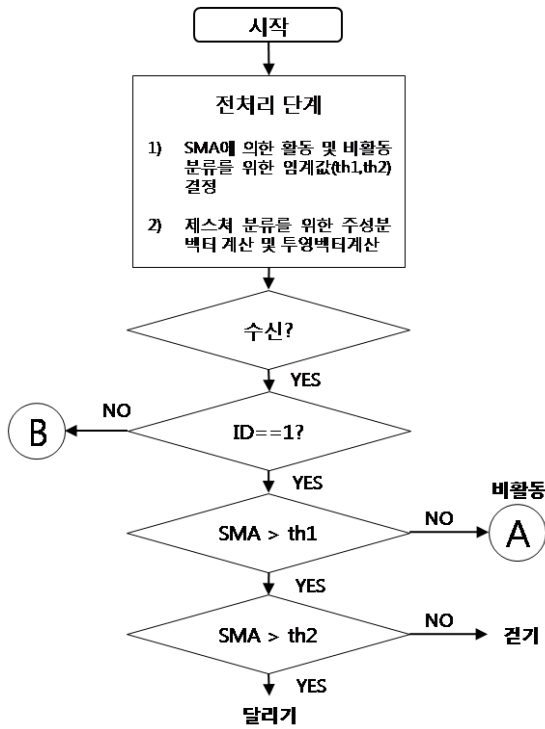 시작
전처리 단계
1) SMA에 의한 활동 및 비활동
분류를 위한 임계값(th1,th2)
결정
2) 제스쳐 분류를 위한 주성분
벡터 계산 및 투영벡터계산
수신?
YES
NO
B
ID==1?
YES
비활동
SMA > th1
NO
A
YES
SMA > th2
NO
걷기
YES
달리기